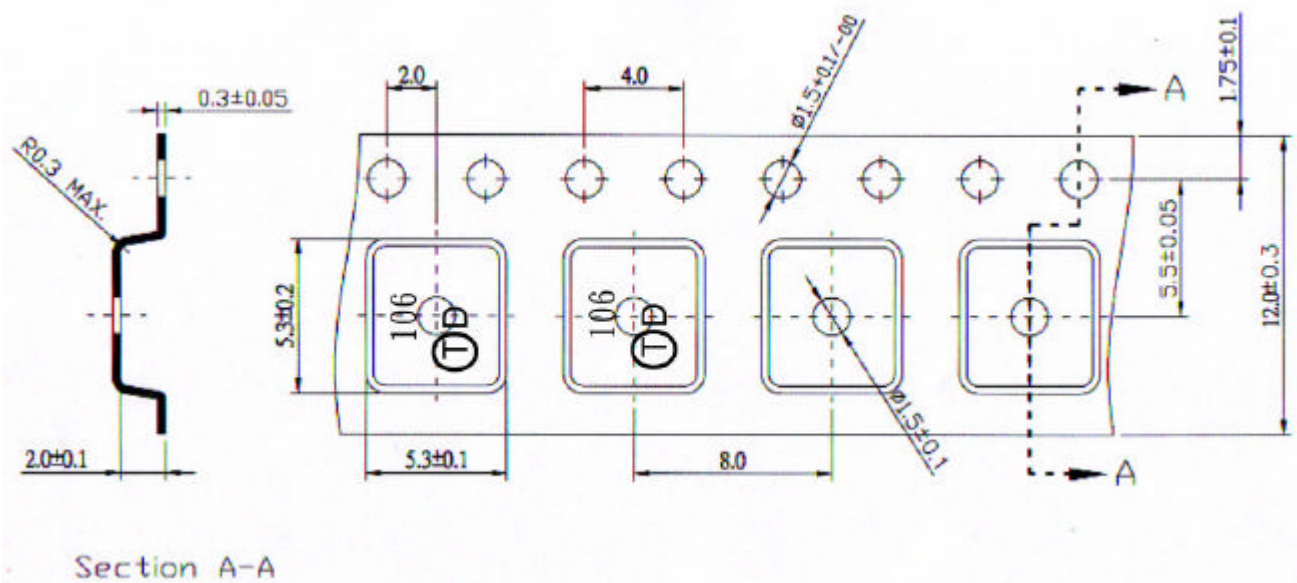 2.0
4.0
ø1.5+0.1/-00
A
1.75±0.1
0.3±0.05
R0.3 MAX.
5.3±0.2
106
TD
106
TD
5.5±0.05
12.0±0.3
ø1.5±0.1
2.0±0.1
5.3±0.1
8.0
A
Section A-A